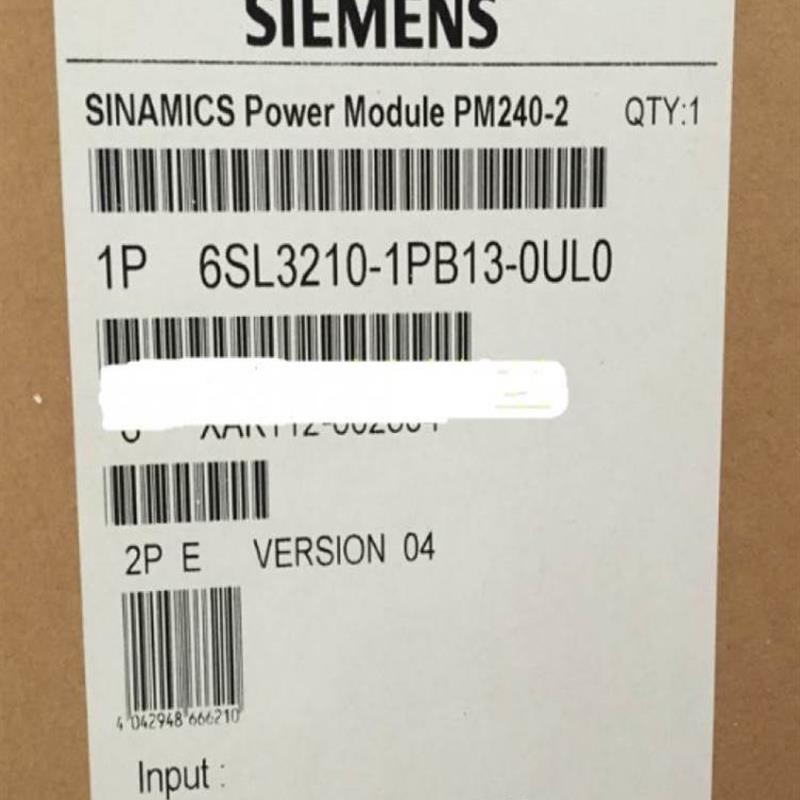 SIEMENS
SINAMICS Power Module PM240-2 QTY:1
1P 6SL3210-1PB13-0UL0
2P E VERSION 04
4 042948 666210
Input :